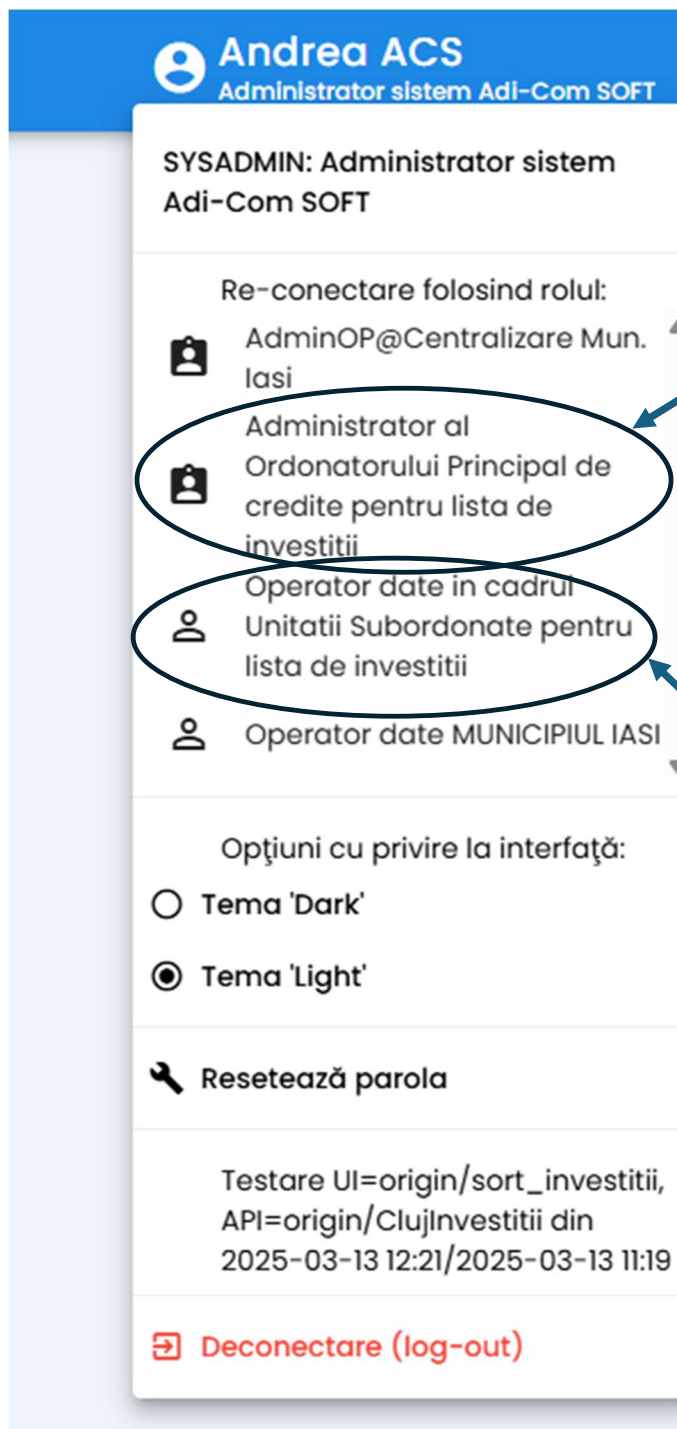 Andrea ACS
Administrator sistem Adi-Com SOFT
SYSADMIN: Administrator sistem
Adi-Com SOFT
Re-conectare folosind rolul:
AdminOP@Centralizare Mun.
Iasi
Administrator al
Ordonatorului Principal de
credite pentru lista de
investitii
Operator date in cadrul
Unitatii Subordonate pentru
lista de investitii
Operator date MUNICIPIUL IASI
Opţiuni cu privire la interfaţă:
Tema 'Dark'
Tema 'Light'
Resetează parola
Testare UI=origin/sort_investitii,
API=origin/ClujInvestitii din
2025-03-13 12:21/2025-03-13 11:19
Deconectare (log-out)